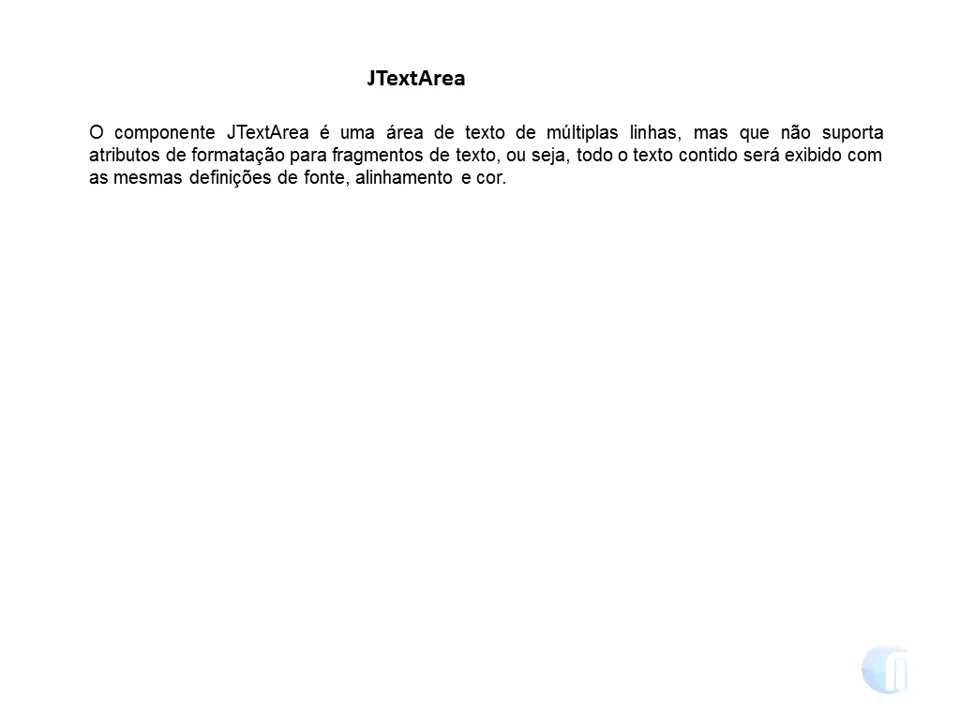 JTextArea
O componente JTextArea é uma área de texto de múltiplas linhas, mas que não suporta
atributos de formatação para fragmentos de texto, ou seja, todo o texto contido será exibido com
as mesmas definições de fonte, alinhamento e cor.